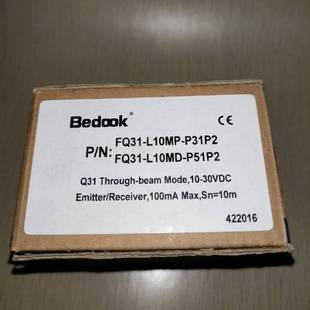 Bedook®
CE
P/N: FQ31-L10MP-P31P2
FQ31-L10MD-P51P2
Q31 Through-beam Mode,10-30VDC
Emitter/Receiver,100mA Max,Sn=10m
422016